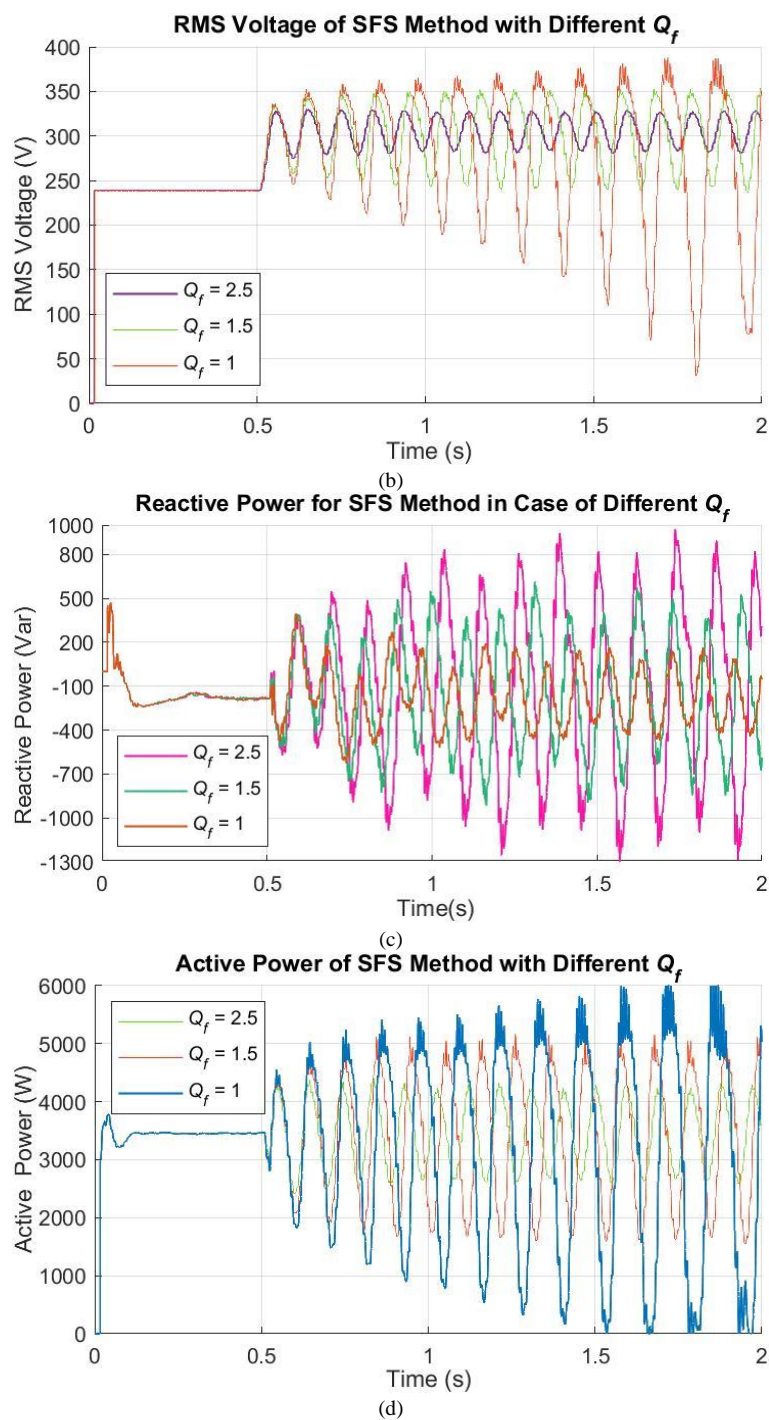 RMS Voltage of SFS Method with Different Qf
400
350
300
250
200
150
100
50
0
RMS Voltage (V)
Qf = 2.5
Qf = 1.5
Qf = 1
0 0.5 1 1.5 2
Time (s)
(b)
Reactive Power for SFS Method in Case of Different Qf
1000
800
500
200
-100
-400
-700
-1000
-1300
Reactive Power (Var)
Qf = 2.5
Qf = 1.5
Qf = 1
0 0.5 1 1.5 2
Time(s)
(c)
Active Power of SFS Method with Different Qf
6000
5000
4000
3000
2000
1000
0
Active Power (W)
Qf = 2.5
Qf = 1.5
Qf = 1
0 0.5 1 1.5 2
Time (s)
(d)